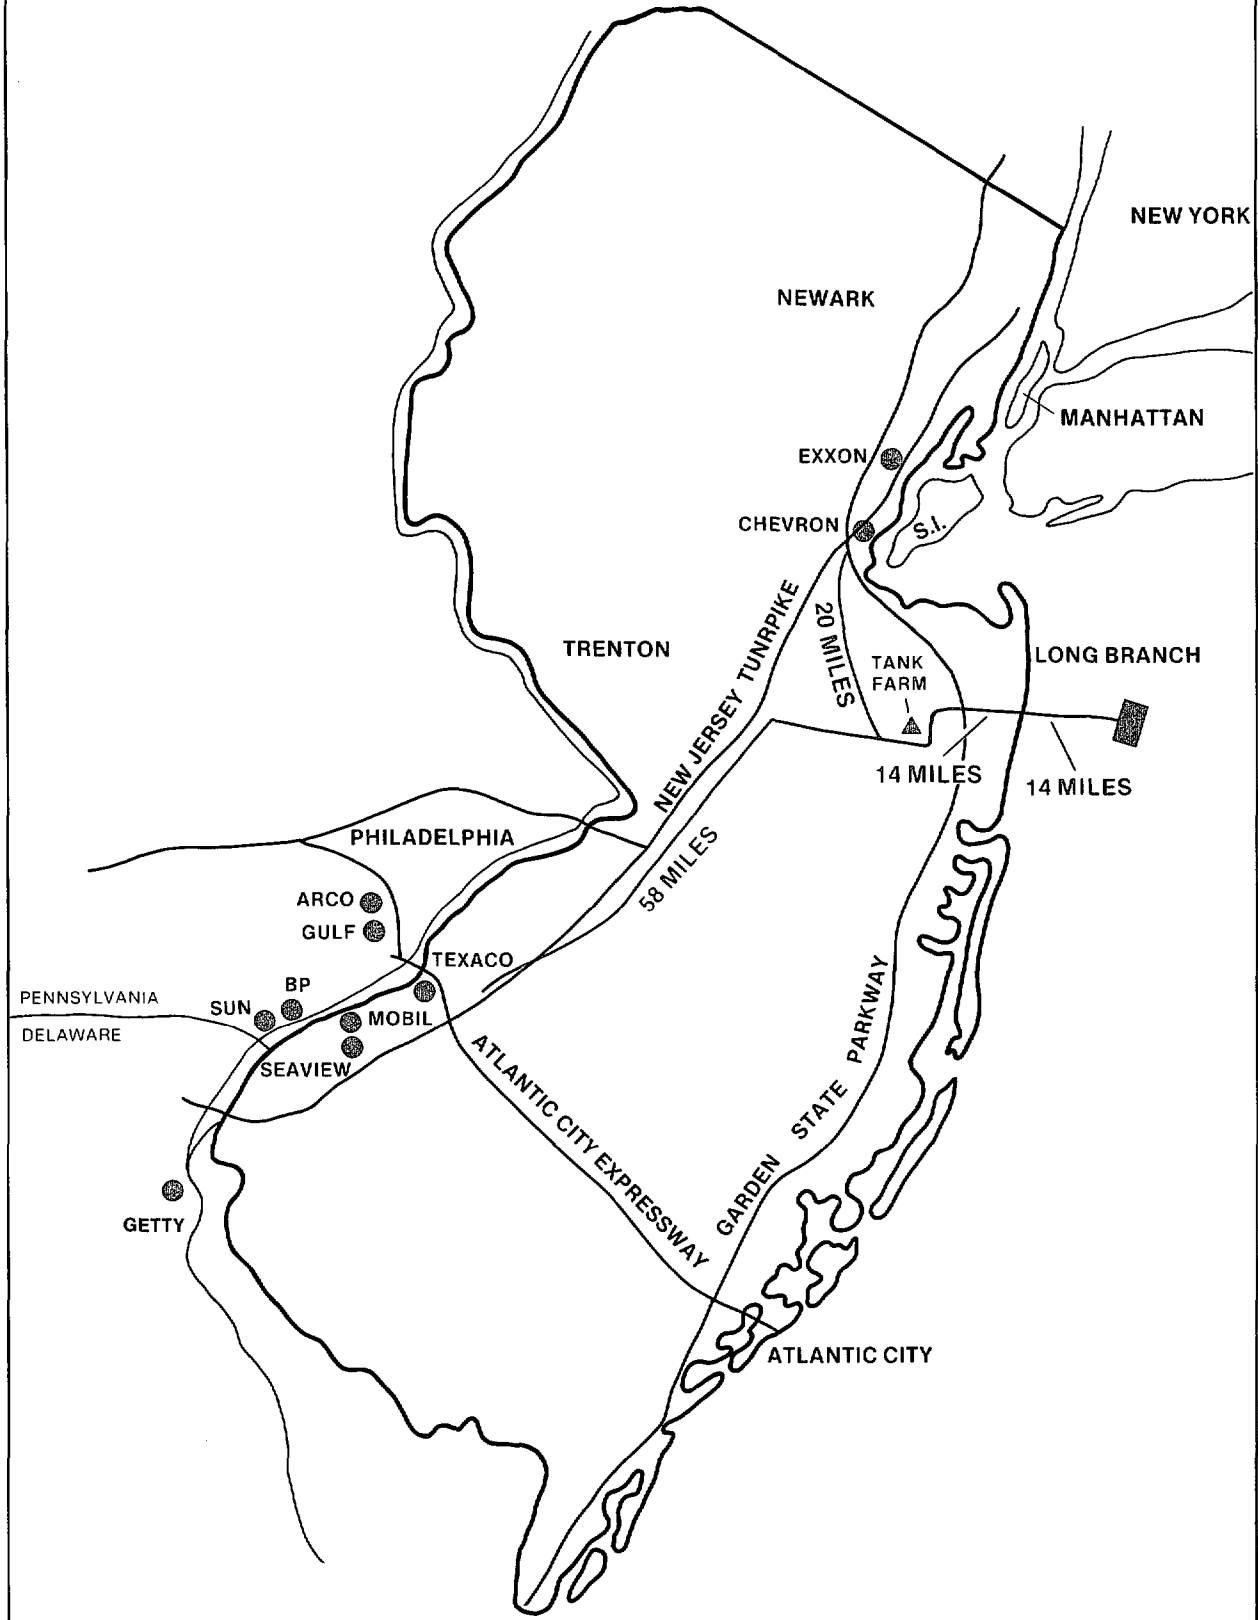 NEW YORK
NEWARK
MANHATTAN
EXXON
CHEVRON
S.I.
NEW JERSEY TUNRPIKE
20 MILES
TRENTON
LONG BRANCH
TANK
FARM
14 MILES
14 MILES
PHILADELPHIA
58 MILES
ARCO
GULF
TEXACO
BP
PENNSYLVANIA
SUN
MOBIL
DELAWARE
SEAVIEW
ATLANTIC CITY EXPRESSWAY
GARDEN STATE PARKWAY
GETTY
ATLANTIC CITY